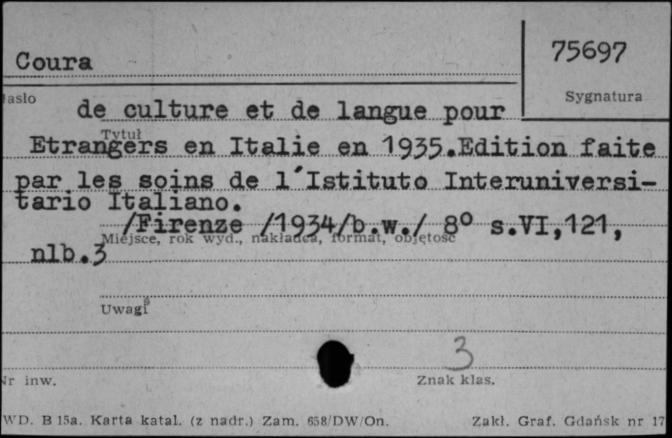 Coura
75697
Sygnatura
asło
de culture et de langue pour
Tytuł
Etrangers en Italie en 1935.Edition faite
par les soins de l'Istituto Interuniversi-
tario Italiano.
/Firenze /1934/b.w./ 8º s.VI,121,
Miejsce, rok wyd., nakładca, format, objętość
nlb.3
Uwagi
3
Nr inw.
Znak klas.
WD. B 15a. Karta katal. (z nadr.) Zam. 658/DW/On.
Zakł. Graf. Gdańsk nr 17